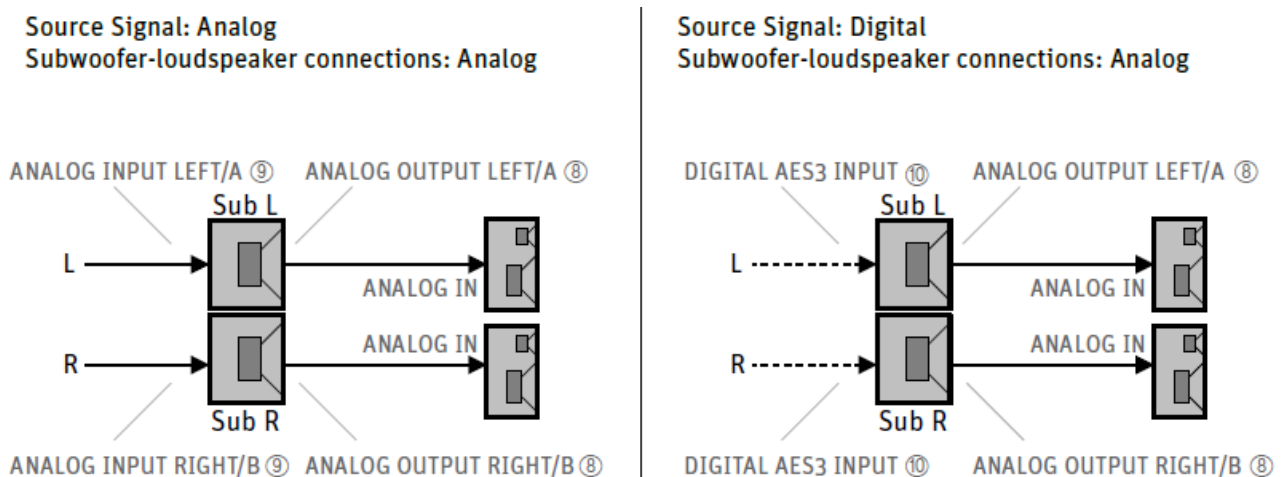 Source Signal: Analog
Subwoofer-loudspeaker connections: Analog
ANALOG INPUT LEFT/A ⑨
ANALOG OUTPUT LEFT/A ⑧
Sub L
L
ANALOG IN
R
ANALOG IN
Sub R
ANALOG INPUT RIGHT/B ⑨
ANALOG OUTPUT RIGHT/B ⑧
Source Signal: Digital
Subwoofer-loudspeaker connections: Analog
DIGITAL AES3 INPUT ⑩
ANALOG OUTPUT LEFT/A ⑧
Sub L
L
ANALOG IN
R
ANALOG IN
Sub R
DIGITAL AES3 INPUT ⑩
ANALOG OUTPUT RIGHT/B ⑧